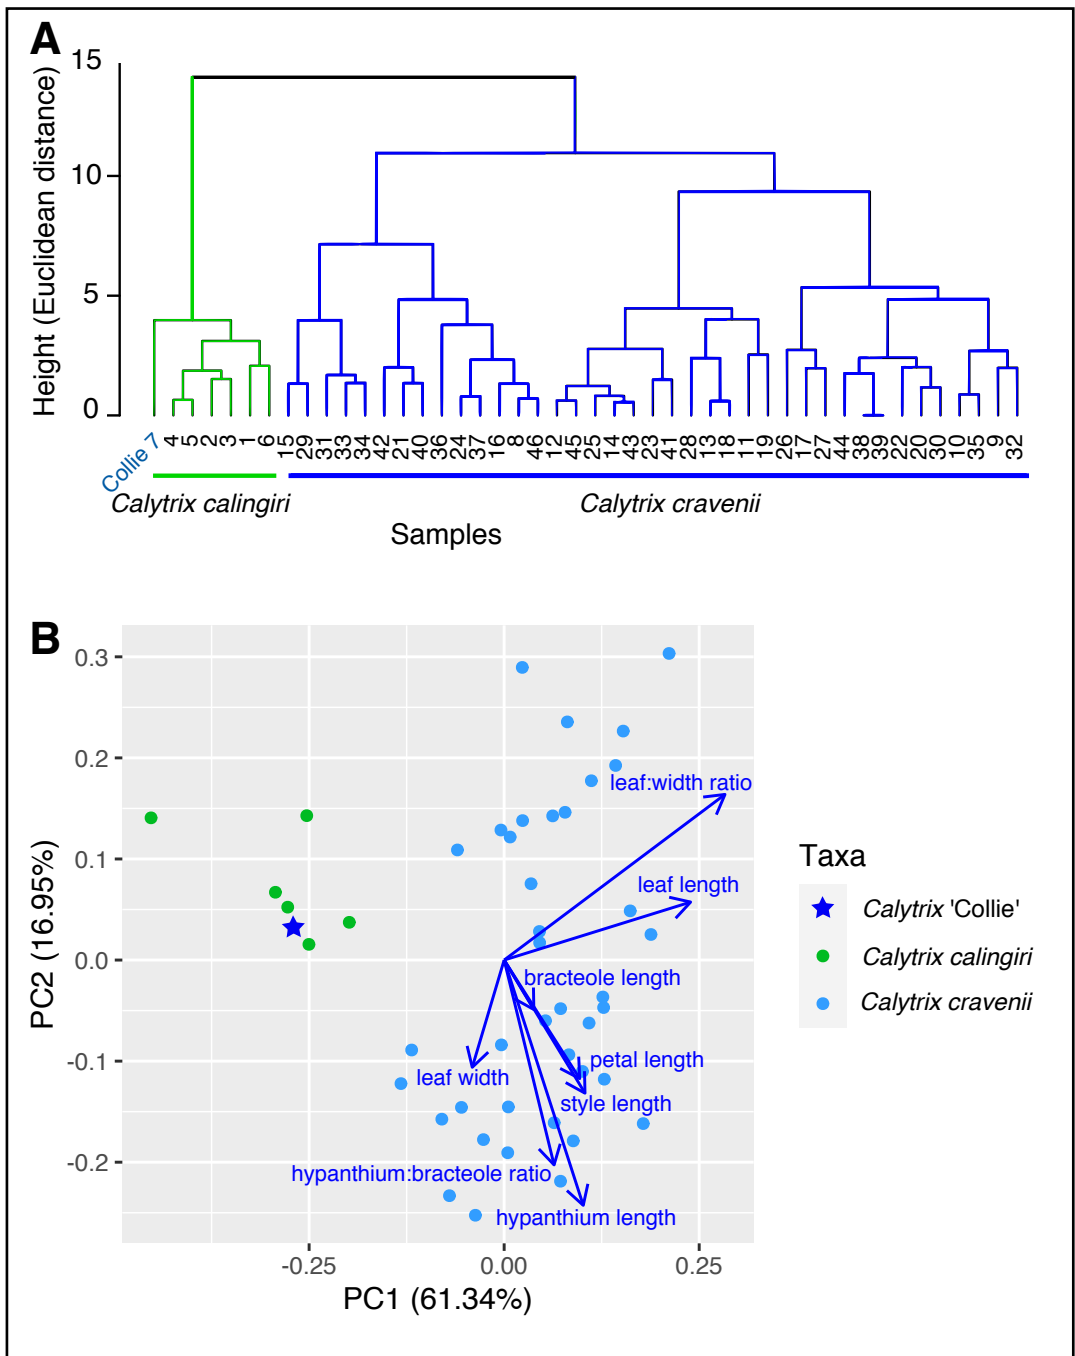 A
Height (Euclidean distance)
15
10
5
0
Collie 7 4 5 2 3 1 6 15 29 31 33 34 42 21 40 36 24 37 16 8 46 12 45 25 14 43 23 41 28 13 18 11 19 26 17 27 44 38 39 22 20 30 10 35 9 32
Calytrix calingiri
Calytrix cravenii
Samples
B
PC2 (16.95%)
0.3
0.2
0.1
0.0
-0.1
-0.2
leaf:width ratio
leaf length
bracteole length
petal length
leaf width
style length
hypanthium:bracteole ratio
hypanthium length
-0.25
0.00
0.25
PC1 (61.34%)
Taxa
Calytrix 'Collie'
Calytrix calingiri
Calytrix cravenii